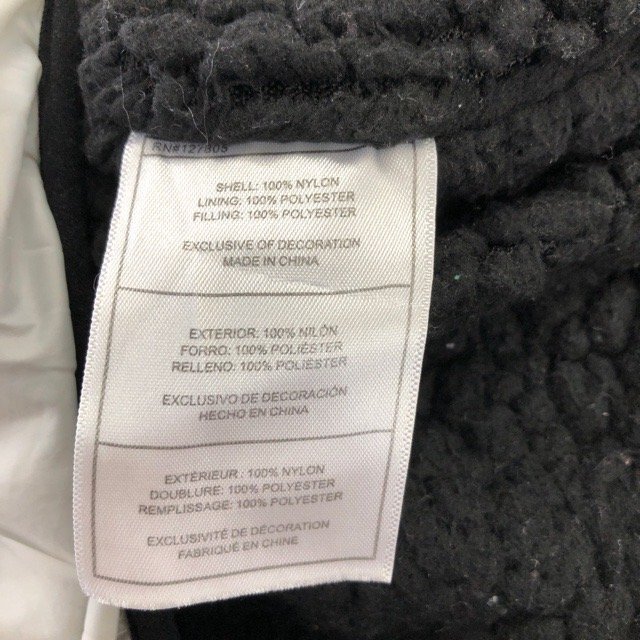 RN#127305
SHELL: 100% NYLON
LINING: 100% POLYESTER
FILLING: 100% POLYESTER
EXCLUSIVE OF DECORATION
MADE IN CHINA
EXTERIOR: 100% NILÓN
FORRO: 100% POLIÉSTER
RELLENO: 100% POLIÉSTER
EXCLUSIVO DE DECORACIÓN
HECHO EN CHINA
EXTÉRIEUR : 100% NYLON
DOUBLURE: 100% POLYESTER
REMPLISSAGE: 100% POLYESTER
EXCLUSIVITÉ DE DÉCORATION
FABRIQUÉ EN CHINE